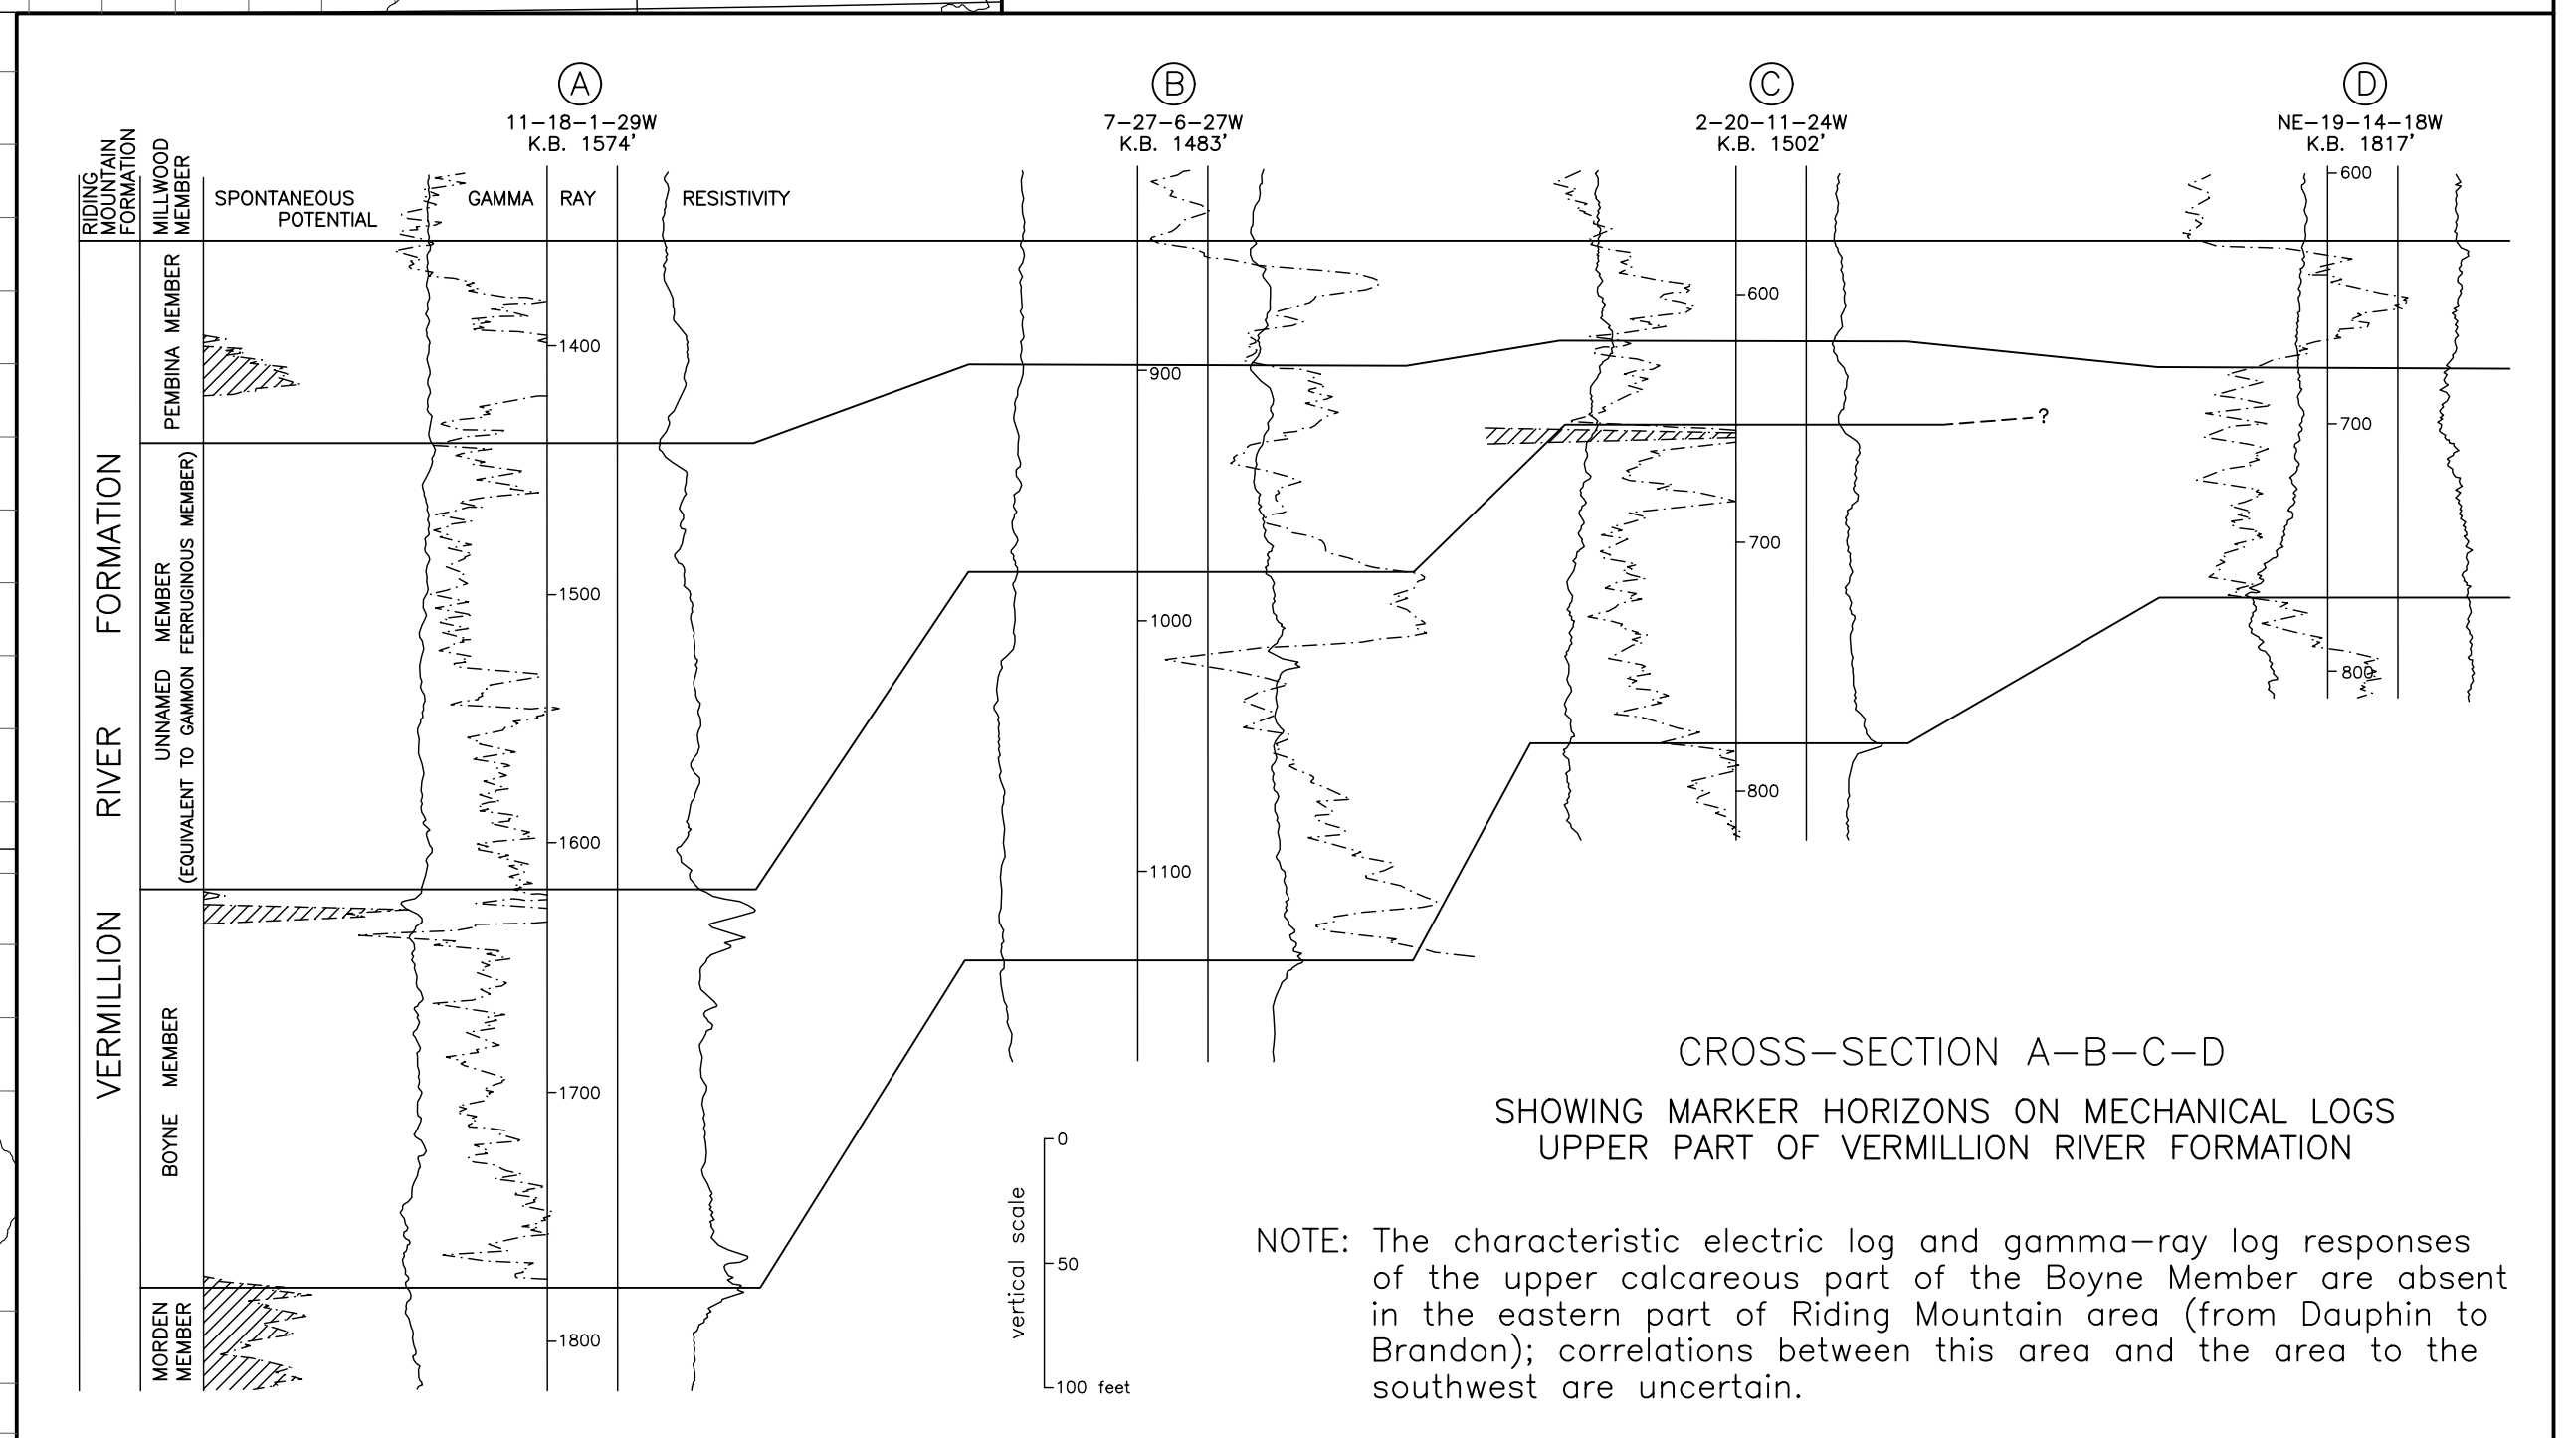 A
11-18-1-29W
K.B. 1574'
B
7-27-6-27W
K.B. 1483'
C
2-20-11-24W
K.B. 1502'
D
NE-19-14-18W
K.B. 1817'
RIDING
MOUNTAIN
FORMATION
MILLWOOD
MEMBER
SPONTANEOUS
POTENTIAL
GAMMA RAY
RESISTIVITY
VERMILLION RIVER FORMATION
PEMBINA MEMBER
UNNAMED MEMBER
(EQUIVALENT TO GAMMON FERRUGINOUS MEMBER)
BOYNE MEMBER
MORDEN
MEMBER
1400
1500
1600
1700
1800
900
1000
1100
600
700
800
?
600
700
800
vertical scale
0
50
100 feet
CROSS-SECTION A-B-C-D
SHOWING MARKER HORIZONS ON MECHANICAL LOGS
UPPER PART OF VERMILLION RIVER FORMATION
NOTE: The characteristic electric log and gamma-ray log responses
of the upper calcareous part of the Boyne Member are absent
in the eastern part of Riding Mountain area (from Dauphin to
Brandon); correlations between this area and the area to the
southwest are uncertain.